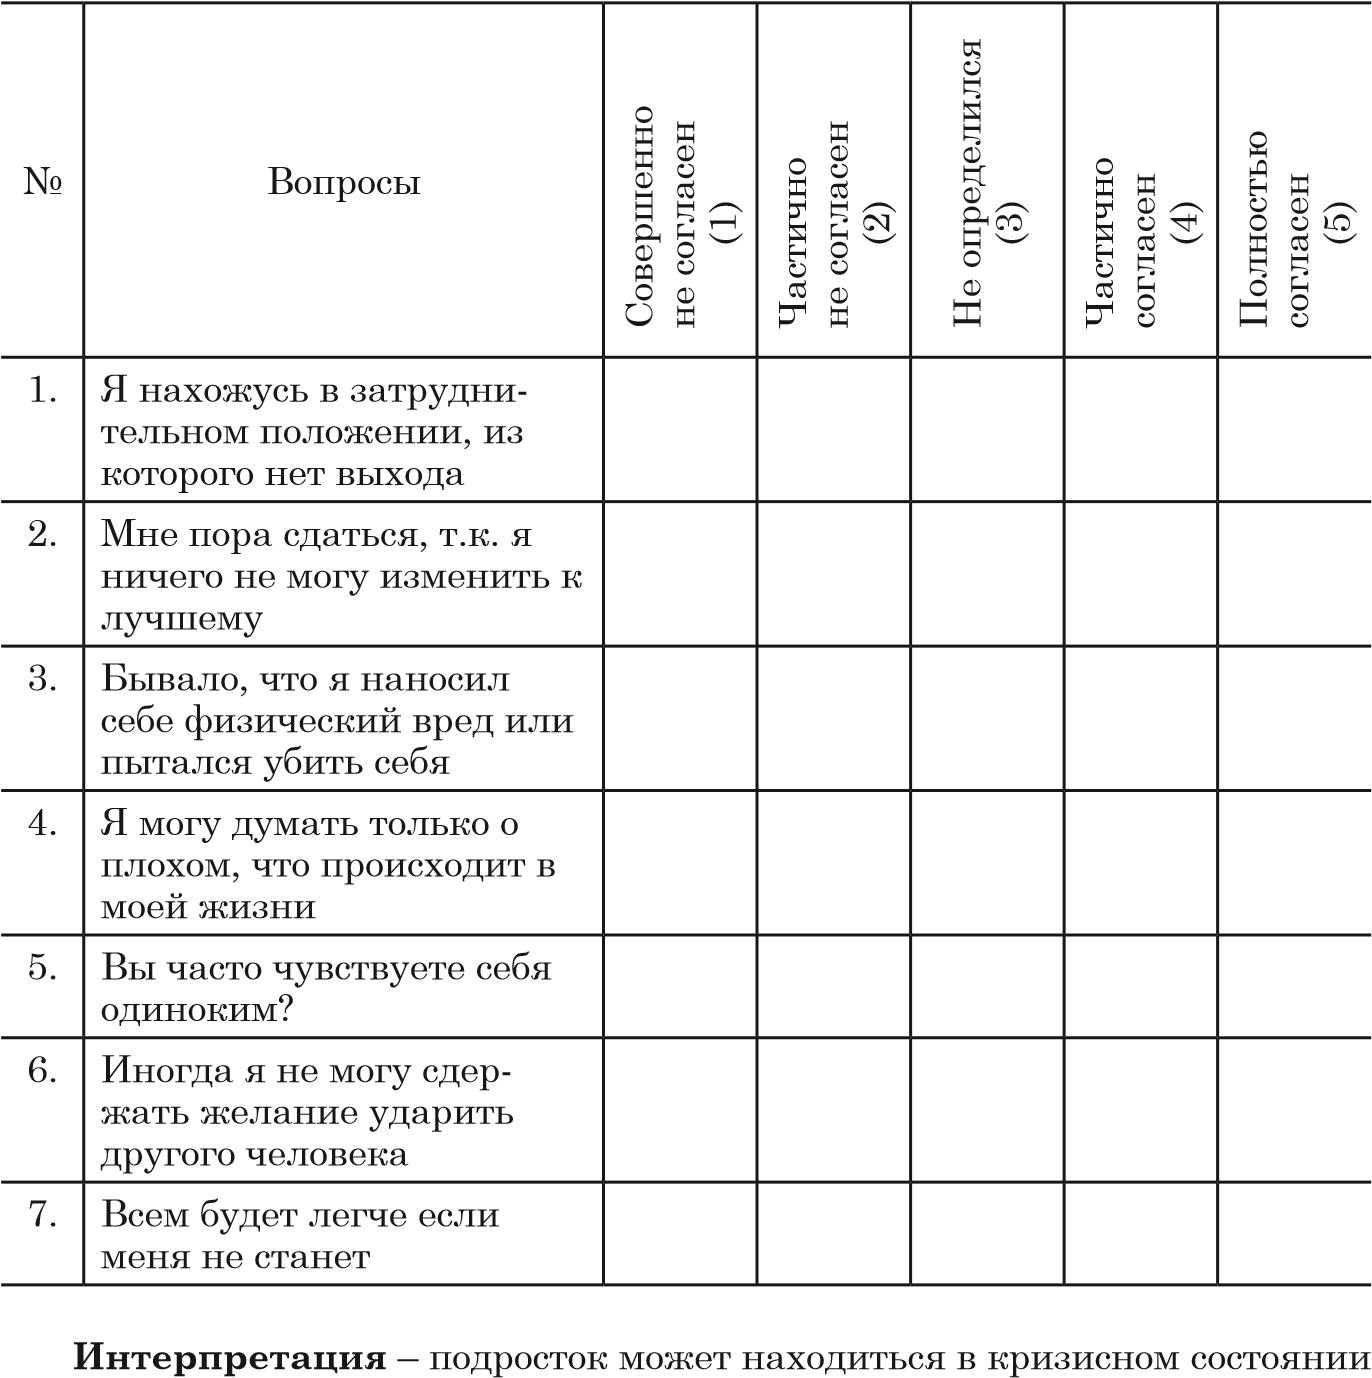 №
Вопросы
Совершенно
не согласен
(1)
Частично
не согласен
(2)
Не определился
(3)
Частично
согласен
(4)
Полностью
согласен
(5)
1.
Я нахожусь в затрудни-
тельном положении, из
которого нет выхода
2.
Мне пора сдаться, т.к. я
ничего не могу изменить к
лучшему
3.
Бывало, что я наносил
себе физический вред или
пытался убить себя
4.
Я могу думать только о
плохом, что происходит в
моей жизни
5.
Вы часто чувствуете себя
одиноким?
6.
Иногда я не могу сдер-
жать желание ударить
другого человека
7.
Всем будет легче если
меня не станет
Интерпретация – подросток может находиться в кризисном состоянии